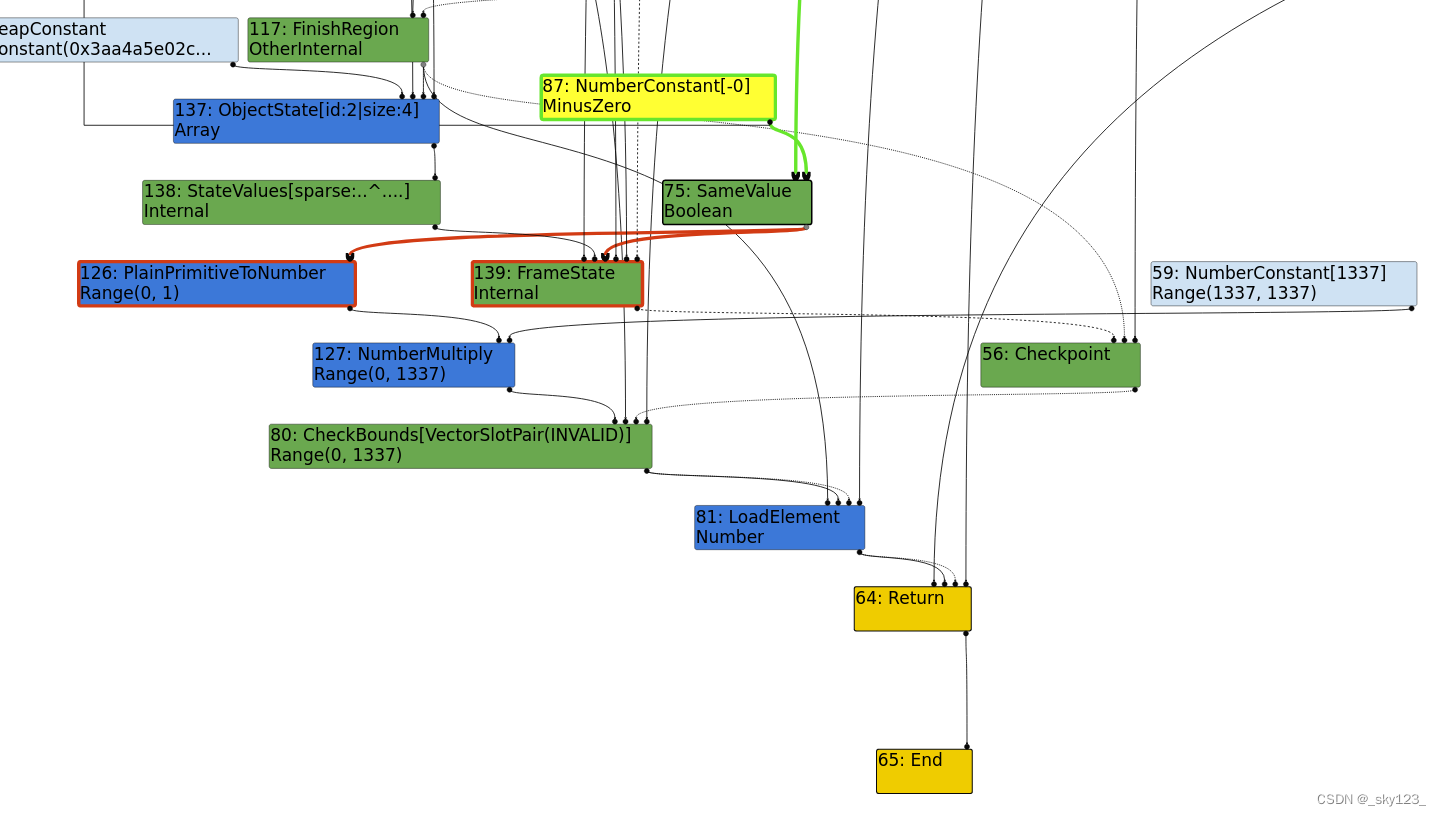 eapConstant
onstant(0x3aa4a5e02c...
117: FinishRegion
OtherInternal
87: NumberConstant[-0]
MinusZero
137: ObjectState[id:2|size:4]
Array
138: StateValues[sparse:..^....]
Internal
75: SameValue
Boolean
126: PlainPrimitiveToNumber
Range(0, 1)
139: FrameState
Internal
59: NumberConstant[1337]
Range(1337, 1337)
127: NumberMultiply
Range(0, 1337)
56: Checkpoint
80: CheckBounds[VectorSlotPair(INVALID)]
Range(0, 1337)
81: LoadElement
Number
64: Return
65: End
CSDN @_sky123_